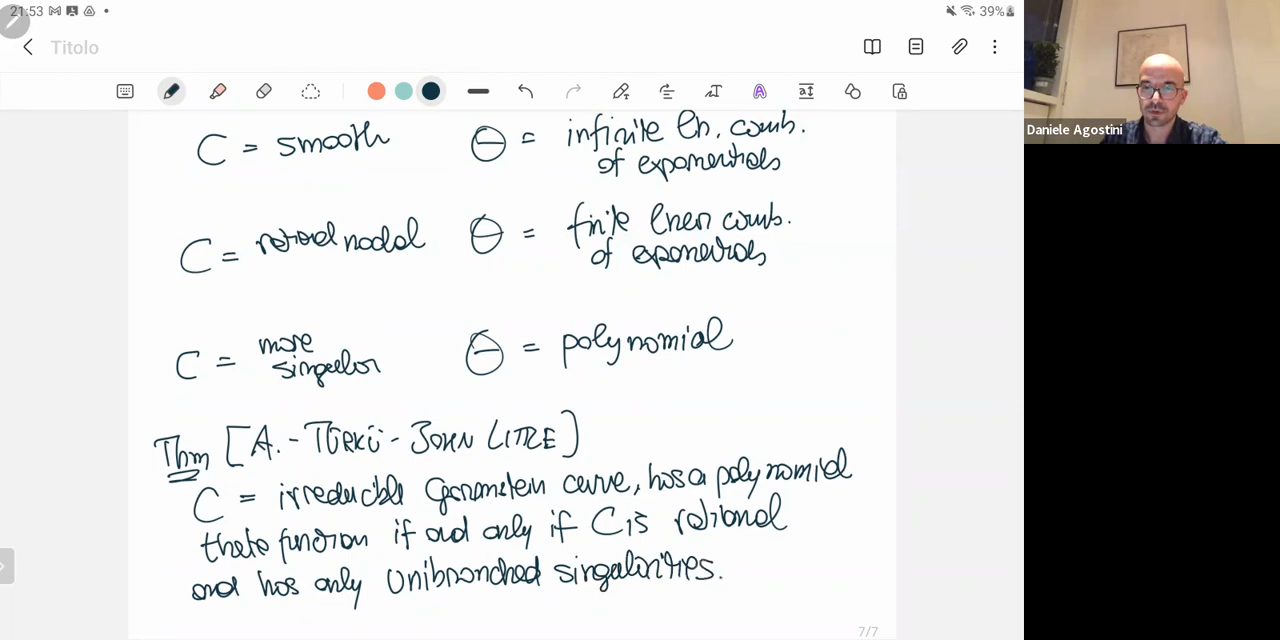 21:53
39%
Titolo
Daniele Agostini
C = smooth Θ = infinite lin. comb.
of exponentials
C = rational nodal Θ = finite linear comb.
of exponentials
C = more
singular Θ = polynomial
Thm [A. - TÜRKÜ - JOHN LITTLE]
C = irreducible Gorenstein curve, has a polynomial
theta function if and only if C is rational
and has only unibranched singularities.
7/7